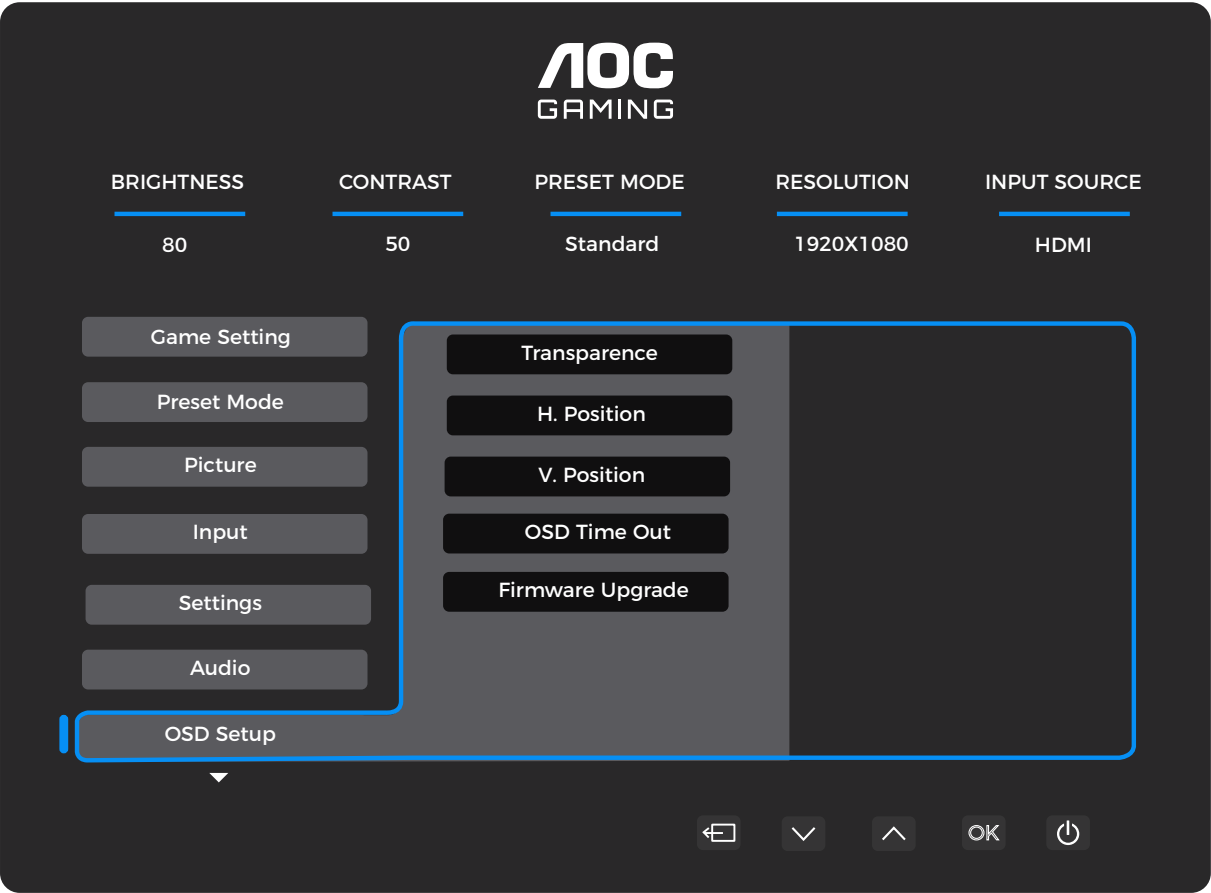 AOC
GAMING
BRIGHTNESS CONTRAST PRESET MODE RESOLUTION INPUT SOURCE
80 50 Standard 1920X1080 HDMI
Game Setting
Preset Mode
Picture
Input
Settings
Audio
OSD Setup
Transparence
H. Position
V. Position
OSD Time Out
Firmware Upgrade
OK